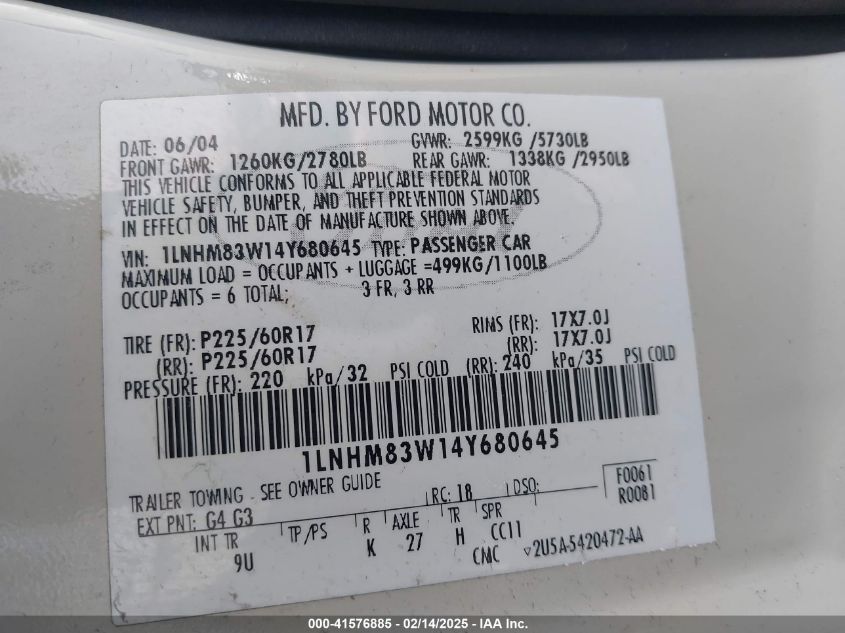 MFD. BY FORD MOTOR CO.
DATE: 06/04 GVWR: 2599KG /5730LB
FRONT GAWR: 1260KG/2780LB REAR GAWR: 1338KG /2950LB
THIS VEHICLE CONFORMS TO ALL APPLICABLE FEDERAL MOTOR
VEHICLE SAFETY, BUMPER, AND THEFT PREVENTION STANDARDS
IN EFFECT ON THE DATE OF MANUFACTURE SHOWN ABOVE.
VIN: 1LNHM83W14Y680645 TYPE: PASSENGER CAR
MAXIMUM LOAD = OCCUPANTS + LUGGAGE =499KG/1100LB
OCCUPANTS = 6 TOTAL; 3 FR, 3 RR
TIRE (FR): P225/60R17 RIMS (FR): 17X7.0J
(RR): P225/60R17 (RR): 17X7.0J
PRESSURE (FR): 220 kPa/32 PSI COLD (RR): 240 kPa/35 PSI COLD
1LNHM83W14Y680645
TRAILER TOWING - SEE OWNER GUIDE
RC: 18 DSO: F0061
R0081
EXT PNT: G4 G3
INT TR TP/PS R AXLE TR SPR
9U K 27 H CC11
CMC ▽2U5A-5420472-AA
000-41576885 - 02/14/2025 - IAA Inc.